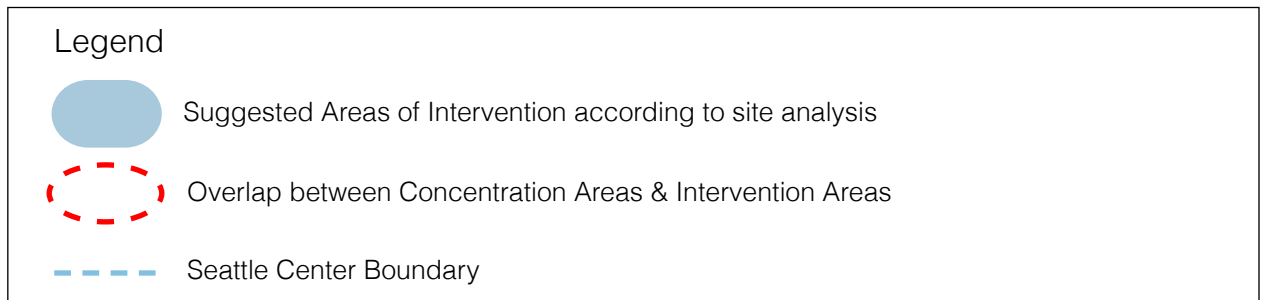 Legend
Suggested Areas of Intervention according to site analysis
Overlap between Concentration Areas & Intervention Areas
Seattle Center Boundary